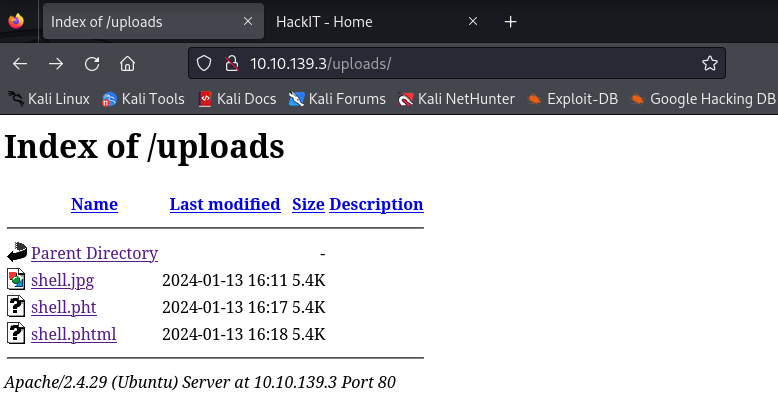 Index of /uploads HackIT - Home
10.10.139.3/uploads/
Kali Linux Kali Tools Kali Docs Kali Forums Kali NetHunter Exploit-DB Google Hacking DB
Index of /uploads
Name Last modified Size Description
Parent Directory -
shell.jpg 2024-01-13 16:11 5.4K
shell.pht 2024-01-13 16:17 5.4K
shell.phtml 2024-01-13 16:18 5.4K
Apache/2.4.29 (Ubuntu) Server at 10.10.139.3 Port 80